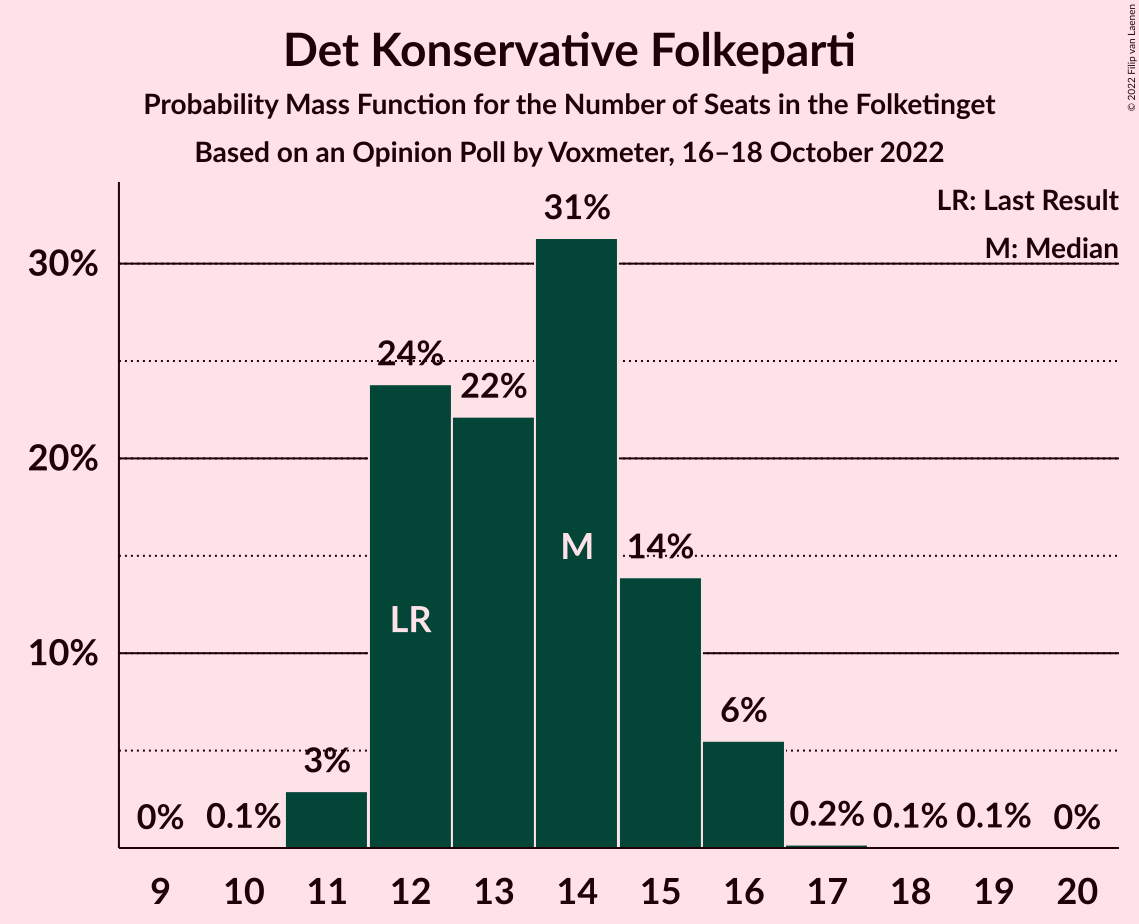 Det Konservative Folkeparti
Probability Mass Function for the Number of Seats in the Folketinget
Based on an Opinion Poll by Voxmeter, 16–18 October 2022
© 2022 Filip van Laenen
LR: Last Result
M: Median
30%
20%
10%
0%
0.1%
3%
24%
22%
31%
14%
6%
0.2%
0.1%
0.1%
0%
LR
M
9 10 11 12 13 14 15 16 17 18 19 20